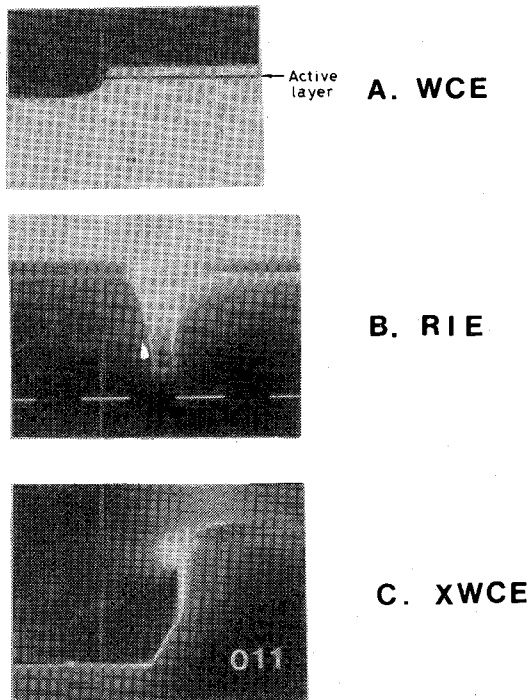 Active
layer
A. WCE
B. RIE
C. XWCE
011